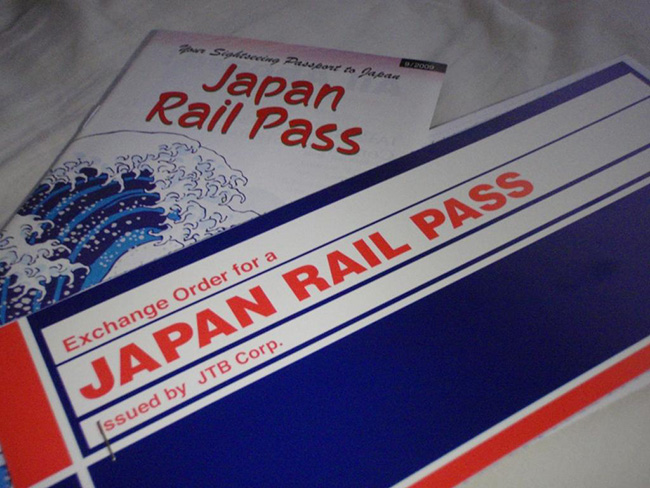 Your Sightseeing Passport to Japan
9/2009
Japan
Rail Pass
Exchange Order for a
JAPAN RAIL PASS
Issued by JTB Corp.